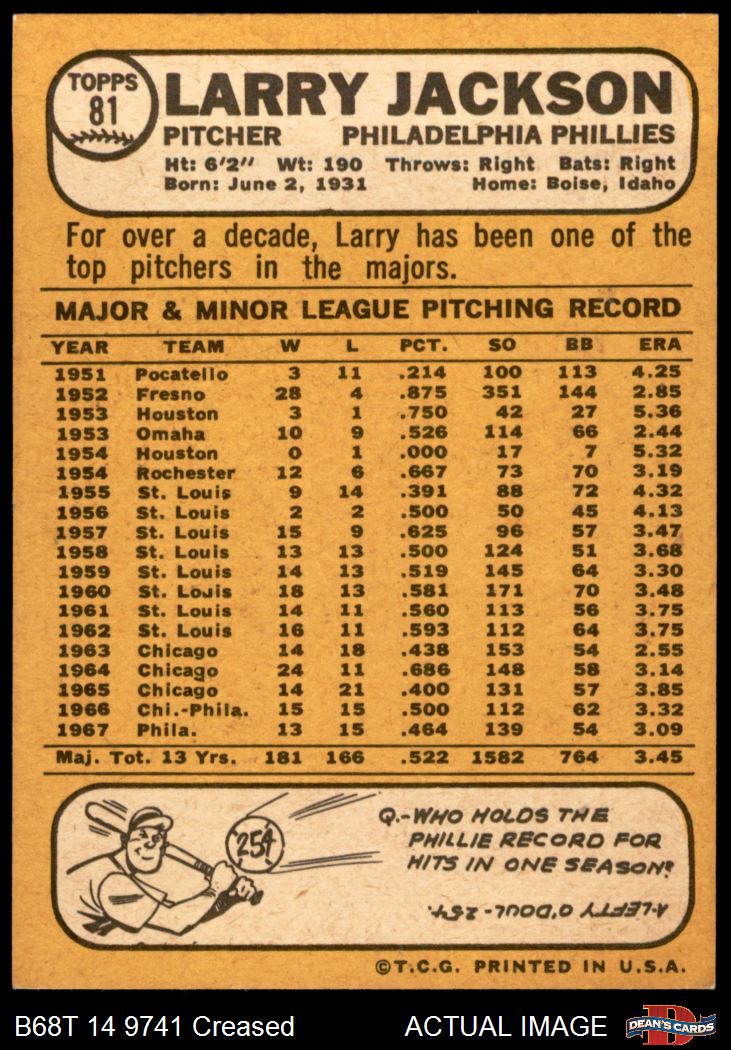 TOPPS
81
LARRY JACKSON
PITCHER PHILADELPHIA PHILLIES
Ht: 6'2" Wt: 190 Throws: Right Bats: Right
Born: June 2, 1931 Home: Boise, Idaho
For over a decade, Larry has been one of the
top pitchers in the majors.
MAJOR & MINOR LEAGUE PITCHING RECORD
YEAR TEAM W L PCT. SO BB ERA
1951 Pocatello 3 11 .214 100 113 4.25
1952 Fresno 28 4 .875 351 144 2.85
1953 Houston 3 1 .750 42 27 5.36
1953 Omaha 10 9 .526 114 66 2.44
1954 Houston 0 1 .000 17 7 5.32
1954 Rochester 12 6 .667 73 70 3.19
1955 St. Louis 9 14 .391 88 72 4.32
1956 St. Louis 2 2 .500 50 45 4.13
1957 St. Louis 15 9 .625 96 57 3.47
1958 St. Louis 13 13 .500 124 51 3.68
1959 St. Louis 14 13 .519 145 64 3.30
1960 St. Louis 18 13 .581 171 70 3.48
1961 St. Louis 14 11 .560 113 56 3.75
1962 St. Louis 16 11 .593 112 64 3.75
1963 Chicago 14 18 .438 153 54 2.55
1964 Chicago 24 11 .686 148 58 3.14
1965 Chicago 14 21 .400 131 57 3.85
1966 Chi.-Phila. 15 15 .500 112 62 3.32
1967 Phila. 13 15 .464 139 54 3.09
Maj. Tot. 13 Yrs. 181 166 .522 1582 764 3.45
254
Q.-WHO HOLDS THE
PHILLIE RECORD FOR
HITS IN ONE SEASON?
A-LEFTY O'DOUL-254.
©T.C.G. PRINTED IN U.S.A.
B68T 14 9741 Creased ACTUAL IMAGE
D
DEAN'S CARDS